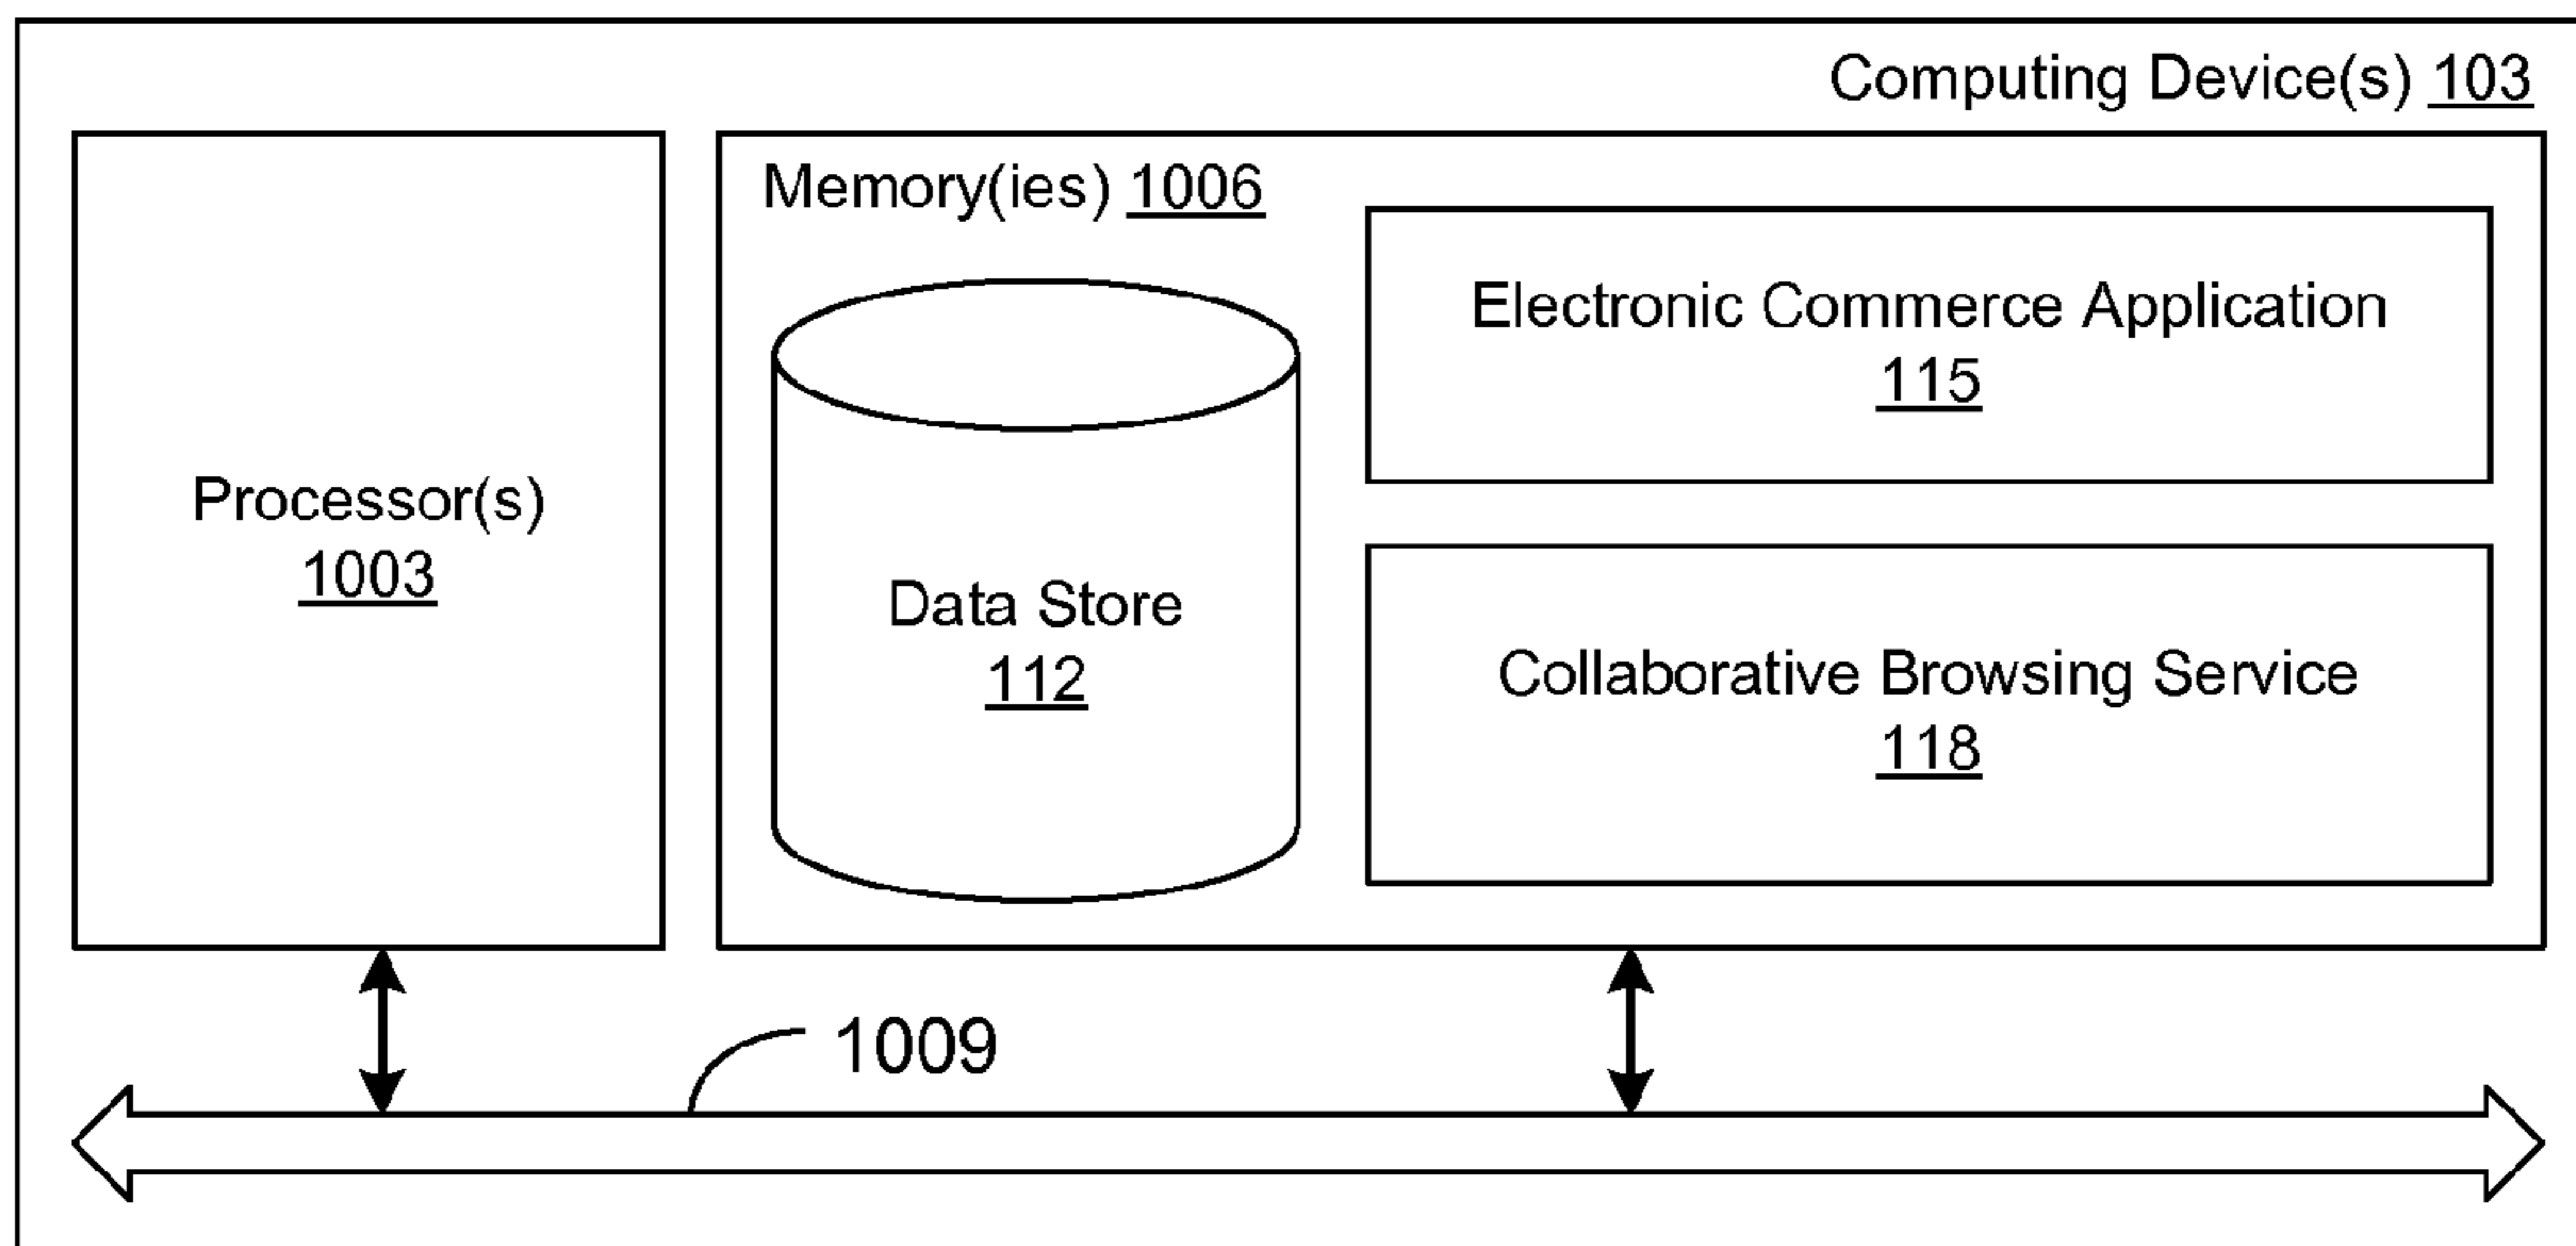 Computing Device(s) 103
Memory(ies) 1006
Electronic Commerce Application
115
Processor(s)
1003
Data Store
112
Collaborative Browsing Service
118
1009